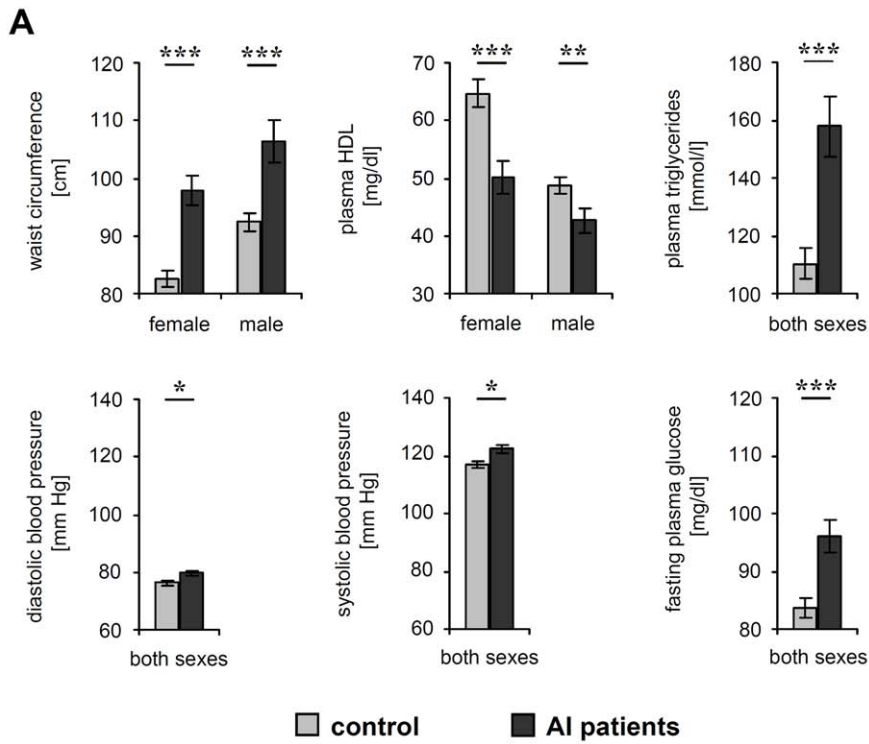 A
***
***
120
110
100
90
80
waist circumference
[cm]
female
male
***
**
70
60
50
40
30
plasma HDL
[mg/dl]
female
male
***
180
160
140
120
100
plasma triglycerides
[mmol/l]
both sexes
*
140
120
100
80
60
diastolic blood pressure
[mm Hg]
both sexes
*
140
120
100
80
60
systolic blood pressure
[mm Hg]
both sexes
***
120
110
100
95
90
85
80
fasting plasma glucose
[mg/dl]
both sexes
control
AI patients